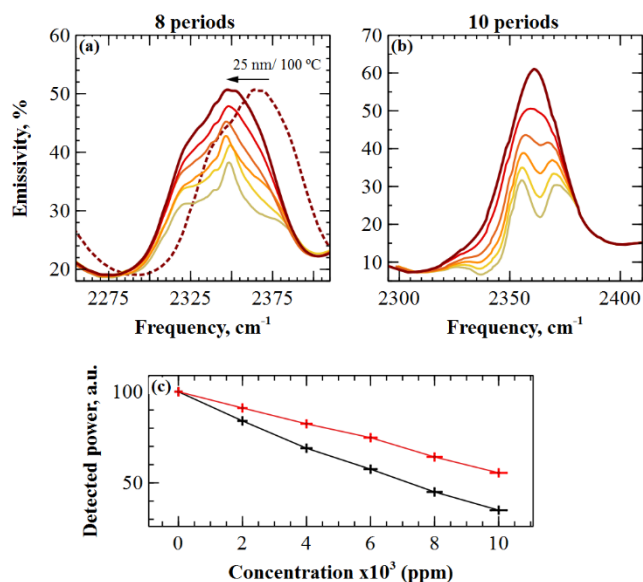 8 periods
10 periods
(a)
25 nm/ 100 ºC
(b)
Emissivity, %
60
50
40
30
20
70
60
50
40
30
20
10
2275
2325
2375
2300
2350
2400
Frequency, cm-1
Frequency, cm-1
(c)
Detected power, a.u.
100
50
0
2
4
6
8
10
Concentration x10³ (ppm)